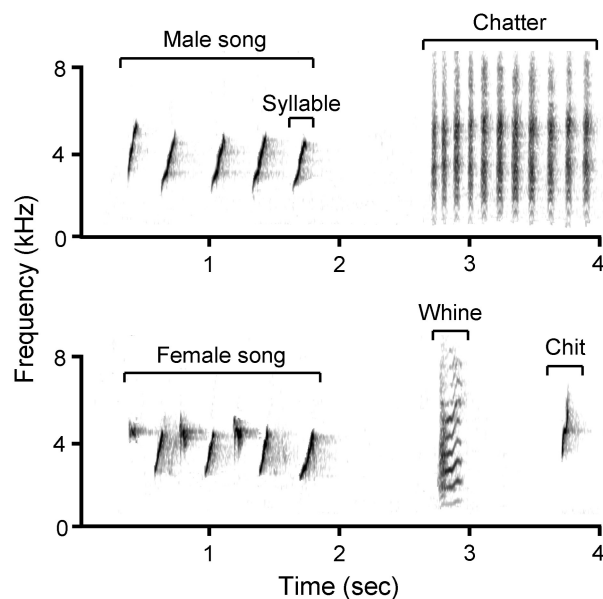 Male song
Chatter
Syllable
8
4
0
1
2
3
4
Frequency (kHz)
Whine
Female song
Chit
8
4
0
1
2
3
4
Time (sec)